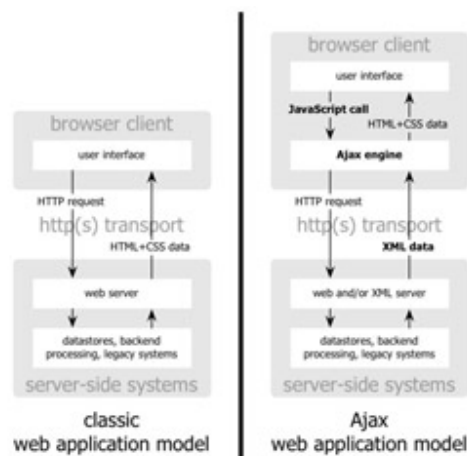 browser client
user interface
HTTP request
http(s) transport
HTML+CSS data
web server
datastores, backend
processing, legacy systems
server-side systems
classic
web application model
browser client
user interface
JavaScript call
HTML+CSS data
Ajax engine
HTTP request
http(s) transport
XML data
web and/or XML server
datastores, backend
processing, legacy systems
server-side systems
Ajax
web application model